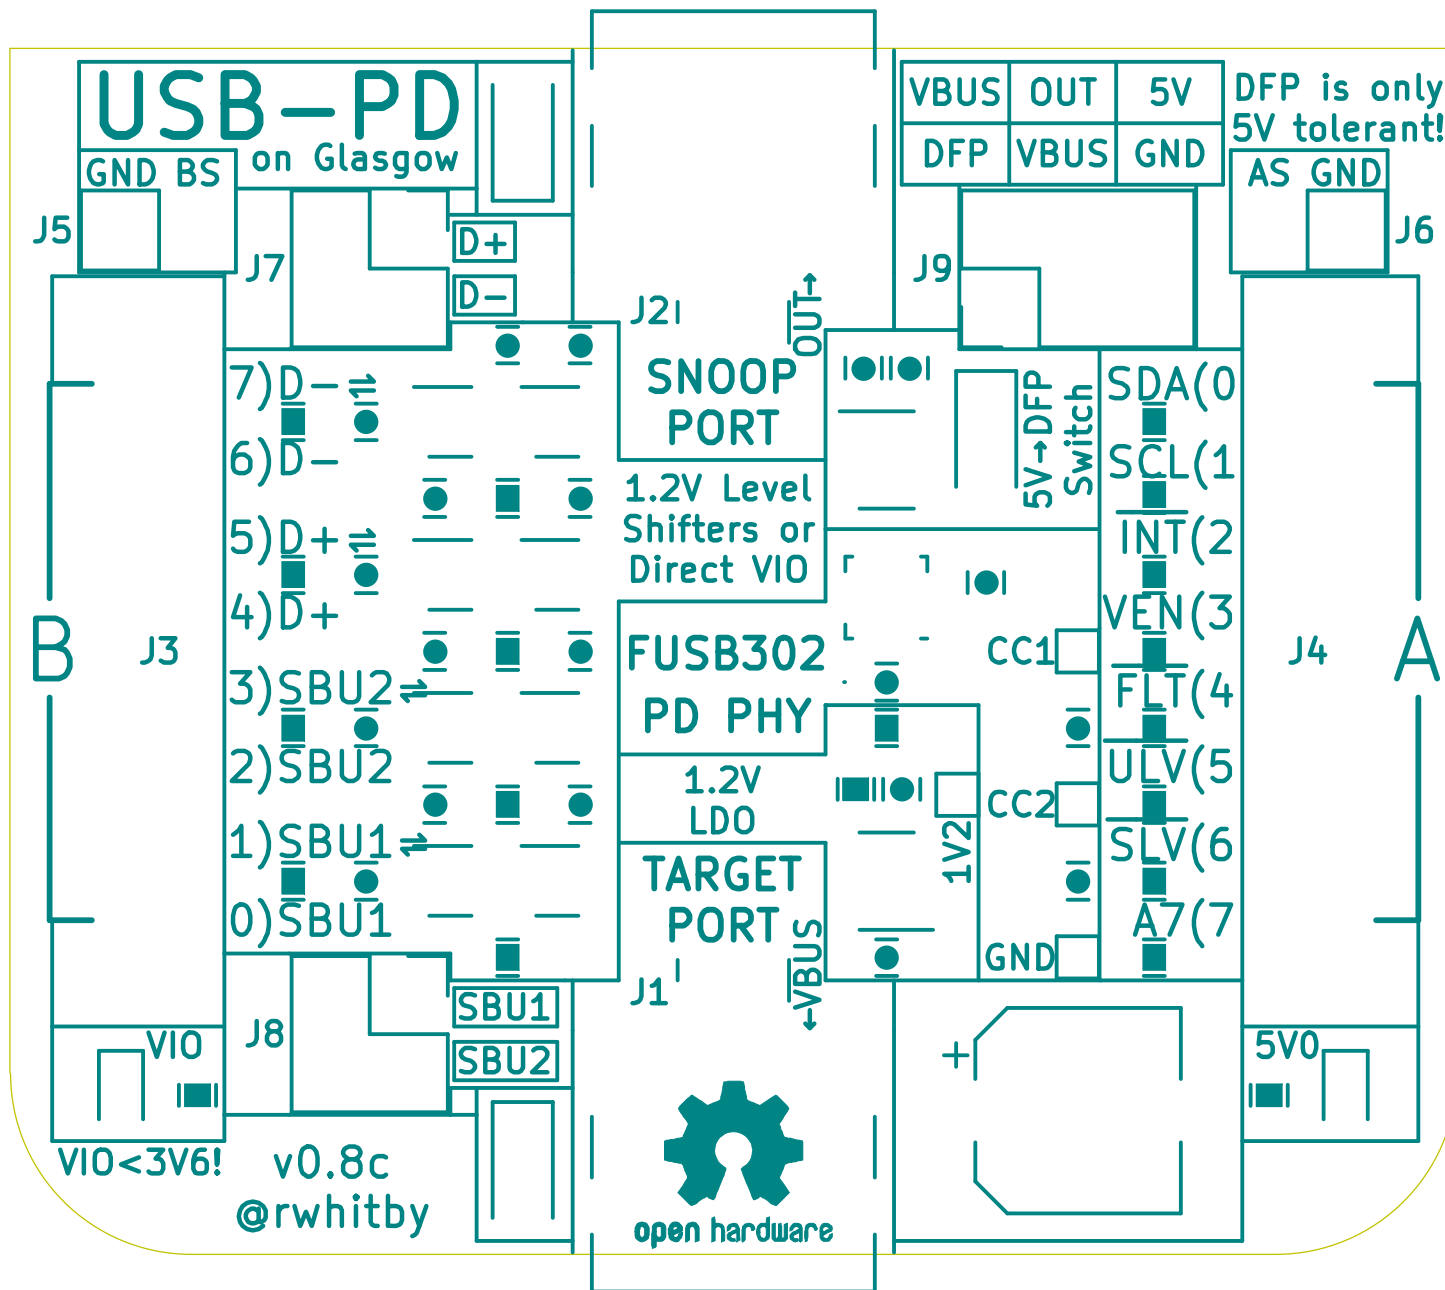 USB-PD
on Glasgow
GND BS
J5
J7
D+
D-
J2
OUT→
VBUS OUT 5V
DFP VBUS GND
DFP is only
5V tolerant!
AS GND
J6
J9
SNOOP
PORT
5V→DFP
Switch
1.2V Level
Shifters or
Direct VIO
FUSB302
PD PHY
1.2V
LDO
1V2
TARGET
PORT
←VBUS
J1
7)D-⇌
6)D-
5)D+⇌
4)D+
3)SBU2⇌
2)SBU2
1)SBU1⇌
0)SBU1
B
J3
SDA(0
SCL(1
INT(2
VEN(3
FLT(4
ULV(5
SLV(6
A7(7
CC1
CC2
GND
J4
A
SBU1
SBU2
J8
VIO
VIO<3V6!
v0.8c
@rwhitby
open hardware
+
5V0